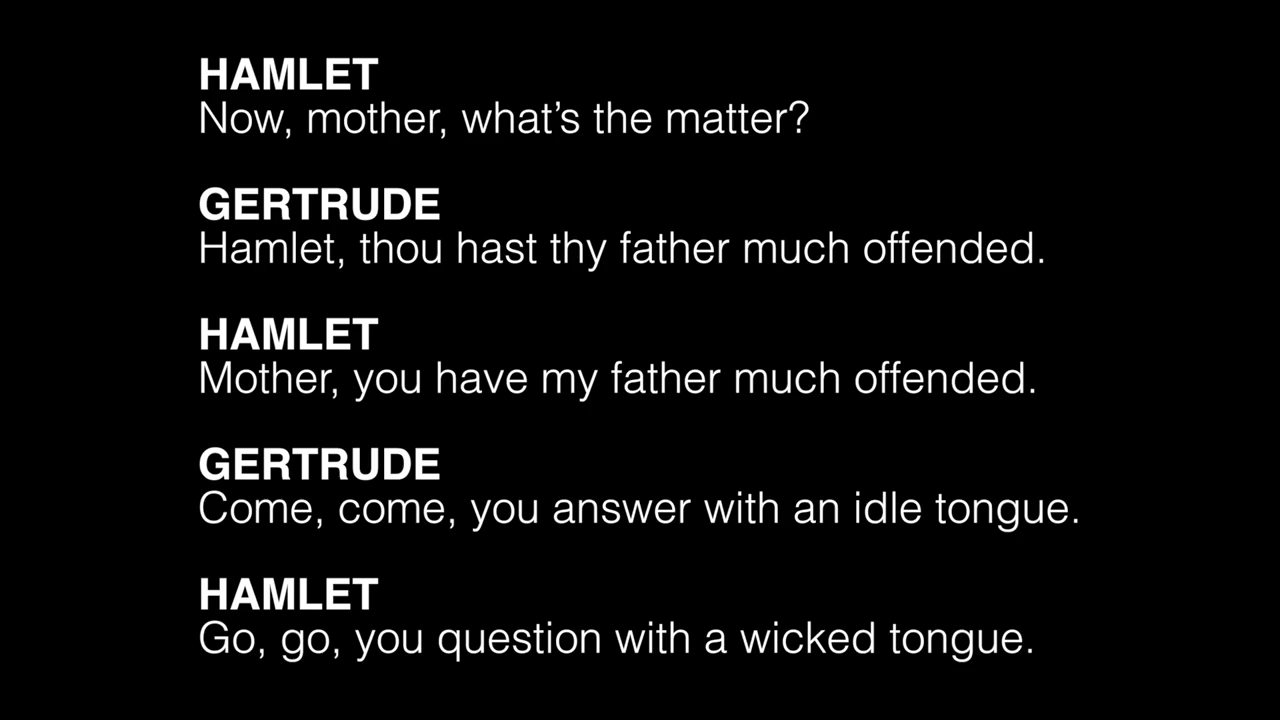 HAMLET
Now, mother, what’s the matter?
GERTRUDE
Hamlet, thou hast thy father much offended.
HAMLET
Mother, you have my father much offended.
GERTRUDE
Come, come, you answer with an idle tongue.
HAMLET
Go, go, you question with a wicked tongue.